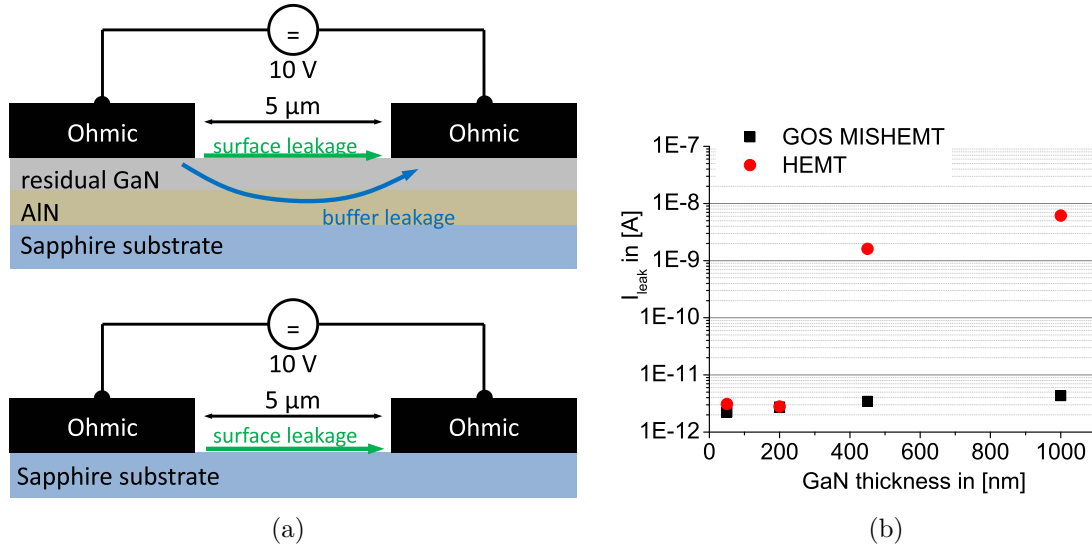 =
10 V
5 µm
Ohmic
Ohmic
surface leakage
residual GaN
AlN
buffer leakage
Sapphire substrate
=
10 V
5 µm
Ohmic
Ohmic
surface leakage
Sapphire substrate
(a)
GOS MISHEMT
HEMT
1E-7
1E-8
1E-9
1E-10
1E-11
1E-12
I_leak in [A]
0 200 400 600 800 1000
GaN thickness in [nm]
(b)